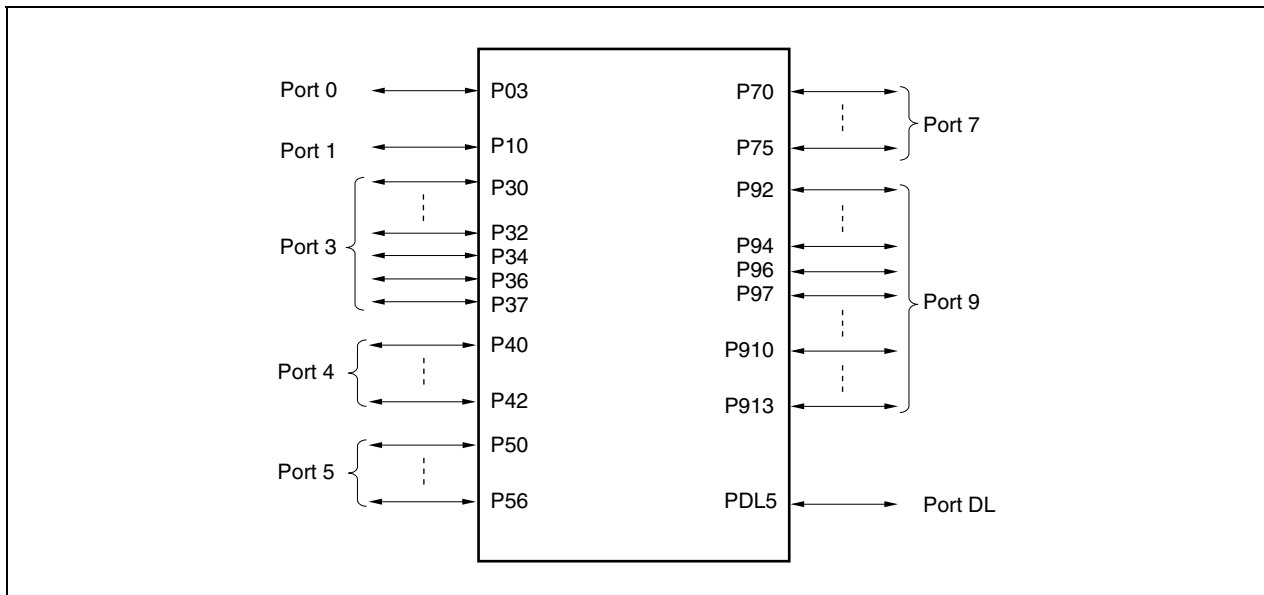 Port 0
P03
Port 1
P10
Port 3
P30
P32
P34
P36
P37
Port 4
P40
P42
Port 5
P50
P56
P70
P75
Port 7
P92
P94
P96
P97
P910
P913
Port 9
PDL5
Port DL